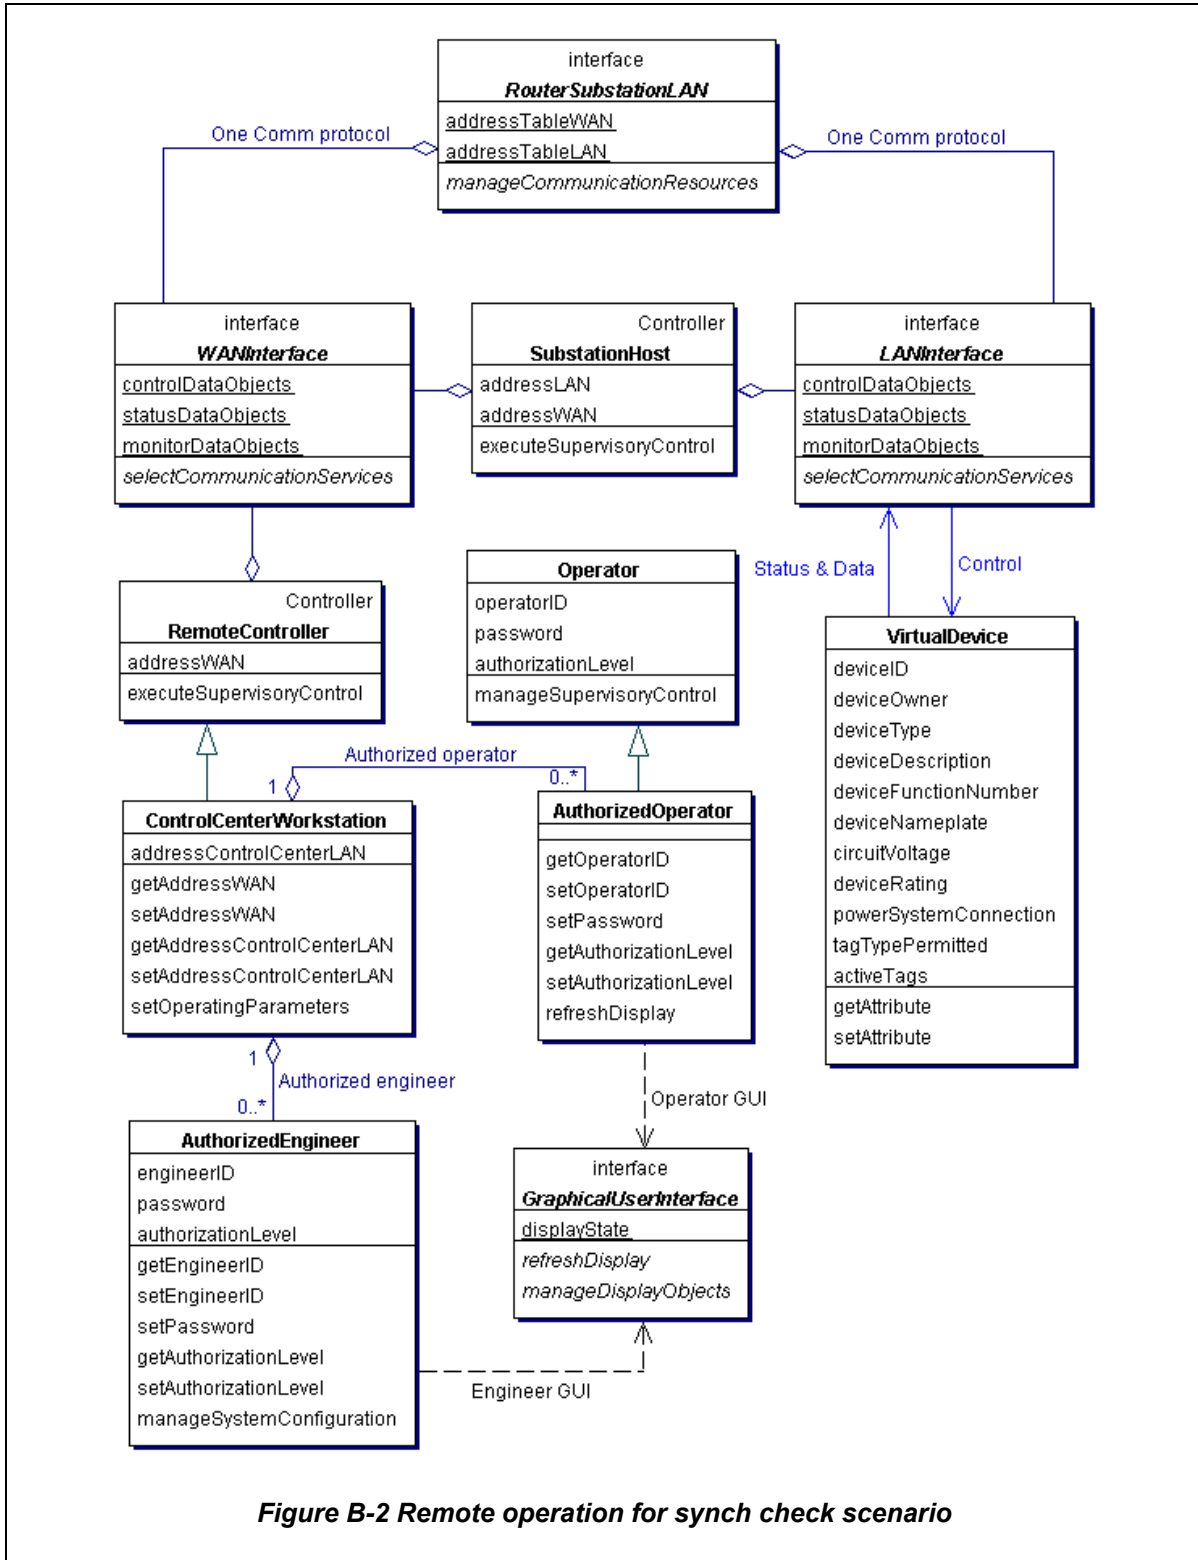 interface
RouterSubstationLAN
addressTableWAN
addressTableLAN
manageCommunicationResources
One Comm protocol
One Comm protocol
interface
WANInterface
controlDataObjects
statusDataObjects
monitorDataObjects
selectCommunicationServices
Controller
SubstationHost
addressLAN
addressWAN
executeSupervisoryControl
interface
LANInterface
controlDataObjects
statusDataObjects
monitorDataObjects
selectCommunicationServices
Status & Data
Control
Controller
RemoteController
addressWAN
executeSupervisoryControl
Operator
operatorID
password
authorizationLevel
manageSupervisoryControl
VirtualDevice
deviceID
deviceOwner
deviceType
deviceDescription
deviceFunctionNumber
deviceNameplate
circuitVoltage
deviceRating
powerSystemConnection
tagTypePermitted
activeTags
getAttribute
setAttribute
Authorized operator
1
0..*
ControlCenterWorkstation
addressControlCenterLAN
getAddressWAN
setAddressWAN
getAddressControlCenterLAN
setAddressControlCenterLAN
setOperatingParameters
AuthorizedOperator
getOperatorID
setOperatorID
setPassword
getAuthorizationLevel
setAuthorizationLevel
refreshDisplay
1
Authorized engineer
0..*
Operator GUI
AuthorizedEngineer
engineerID
password
authorizationLevel
getEngineerID
setEngineerID
setPassword
getAuthorizationLevel
setAuthorizationLevel
manageSystemConfiguration
interface
GraphicalUserInterface
displayState
refreshDisplay
manageDisplayObjects
Engineer GUI
Figure B-2 Remote operation for synch check scenario